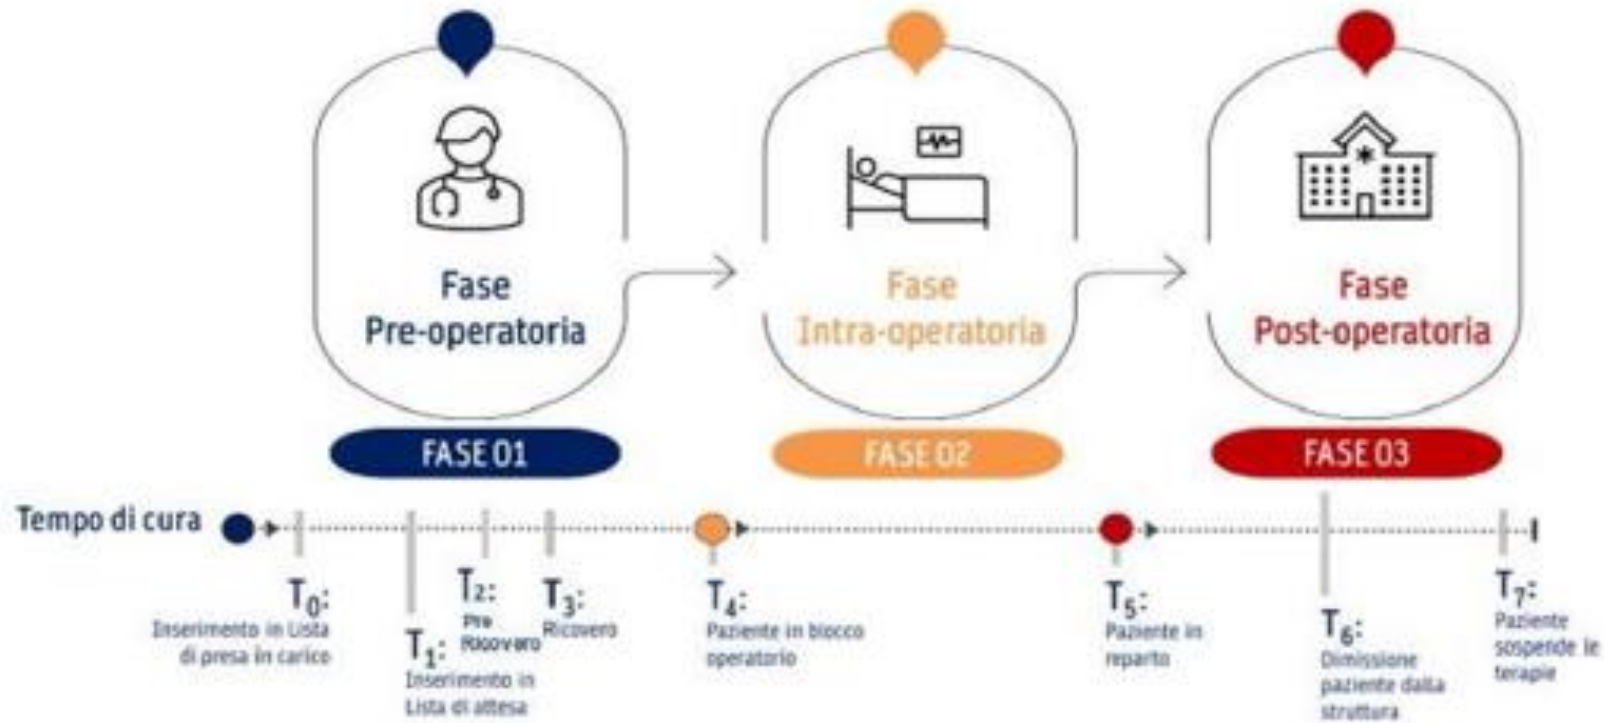 Fase
Pre-operatoria
Fase
Intra-operatoria
Fase
Post-operatoria
FASE 01
FASE 02
FASE 03
Tempo di cura
T0:
Inserimento in Lista
di presa in carico
T1:
Inserimento in
Lista di attesa
T2:
Pre
Ricovero
T3:
Ricovero
T4:
Paziente in blocco
operatorio
T5:
Paziente in
reparto
T6:
Dimissione
paziente dalla
struttura
T7:
Paziente
sospende le
terapie